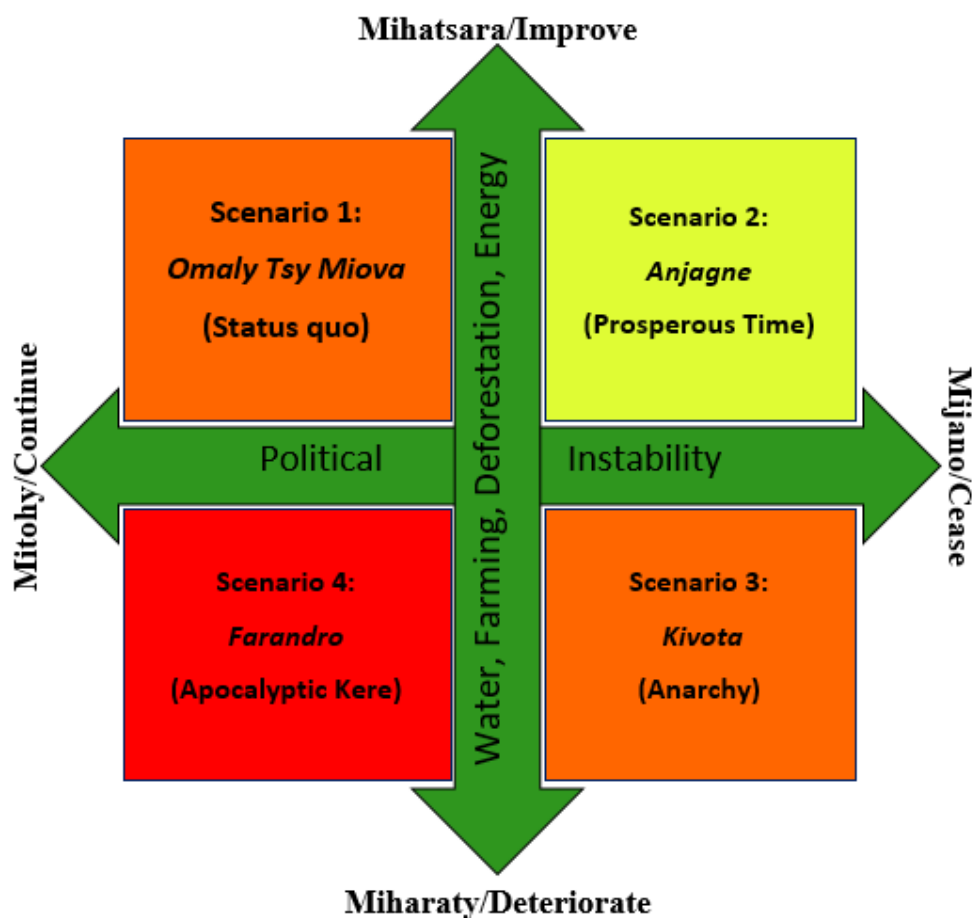 Mihatsara/Improve
Scenario 1:
Omaly Tsy Miova
(Status quo)
Scenario 2:
Anjagne
(Prosperous Time)
Mitohy/Continue
Political Instability
Water, Farming, Deforestation, Energy
Mijano/Cease
Scenario 4:
Farandro
(Apocalyptic Kere)
Scenario 3:
Kivota
(Anarchy)
Miharaty/Deteriorate